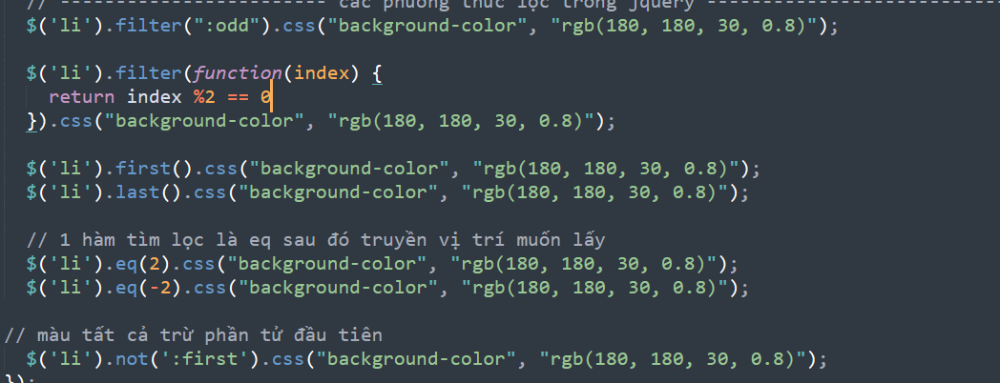 // ------------------------ các phương thức lọc trong jquery ---------------------------
$('li').filter(":odd").css("background-color", "rgb(180, 180, 30, 0.8)");
$('li').filter(function(index) {
return index %2 == 0
}).css("background-color", "rgb(180, 180, 30, 0.8)");
$('li').first().css("background-color", "rgb(180, 180, 30, 0.8)");
$('li').last().css("background-color", "rgb(180, 180, 30, 0.8)");
// 1 hàm tìm lọc là eq sau đó truyền vị trí muốn lấy
$('li').eq(2).css("background-color", "rgb(180, 180, 30, 0.8)");
$('li').eq(-2).css("background-color", "rgb(180, 180, 30, 0.8)");
// màu tất cả trừ phần tử đầu tiên
$('li').not(':first').css("background-color", "rgb(180, 180, 30, 0.8)");
});